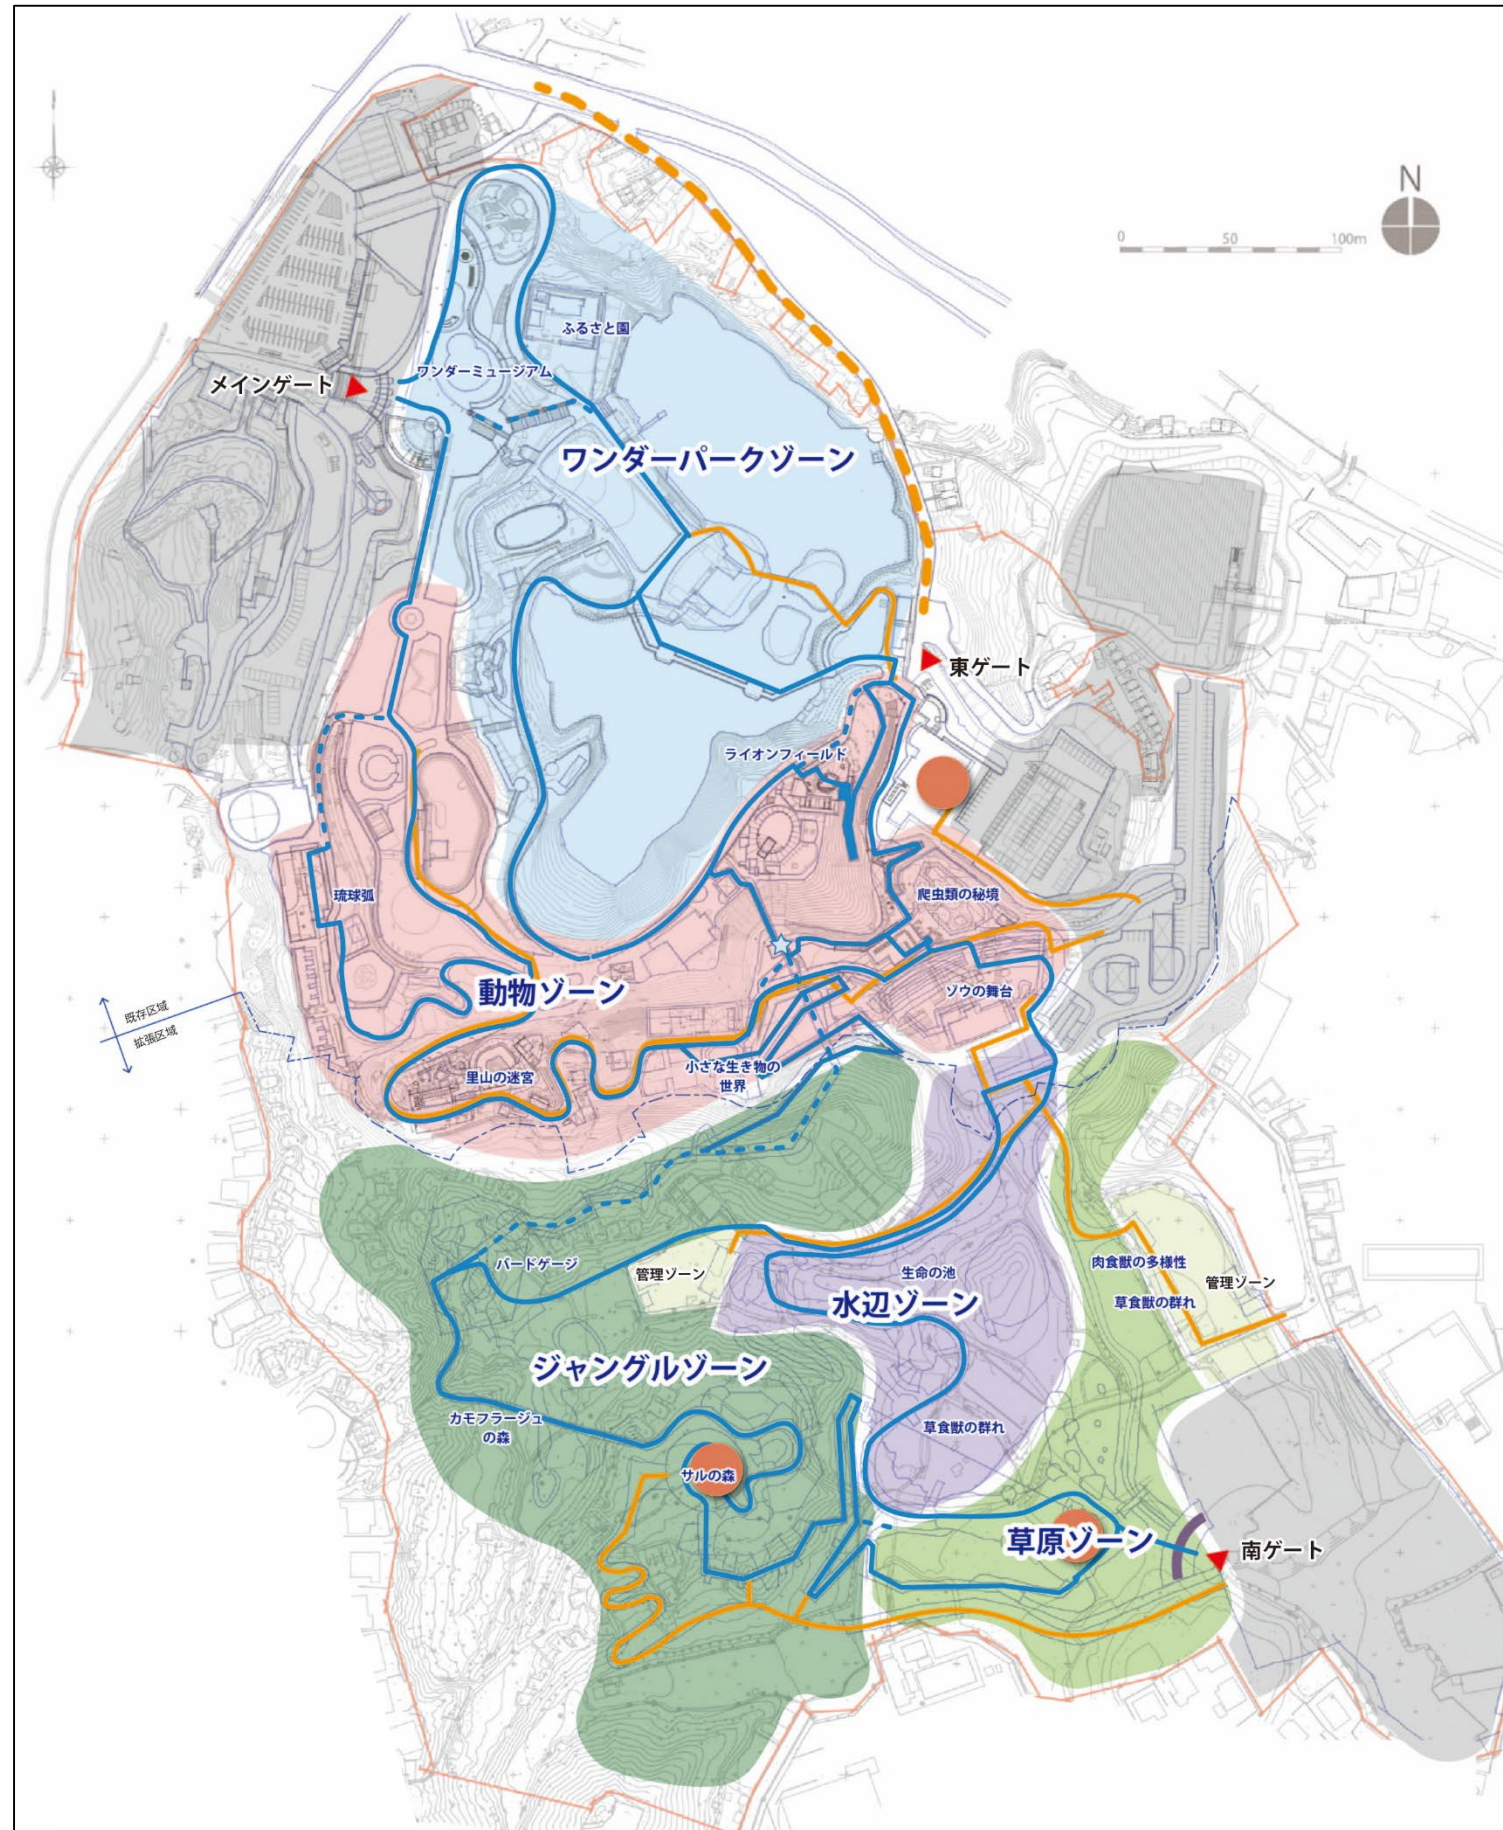 N
0 50 100m
ふるさと園
ワンダーミュージアム
メインゲート
ワンダーパークゾーン
東ゲート
ライオンフィールド
琉球弧
爬虫類の秘境
動物ゾーン
ゾウの舞台
既存区域
拡張区域
里山の迷宮
小さな生き物の
世界
バードゲージ
管理ゾーン
生命の池
肉食獣の多様性
管理ゾーン
草食獣の群れ
水辺ゾーン
ジャングルゾーン
カモフラージュ
の森
草食獣の群れ
サルの森
草原ゾーン
南ゲート